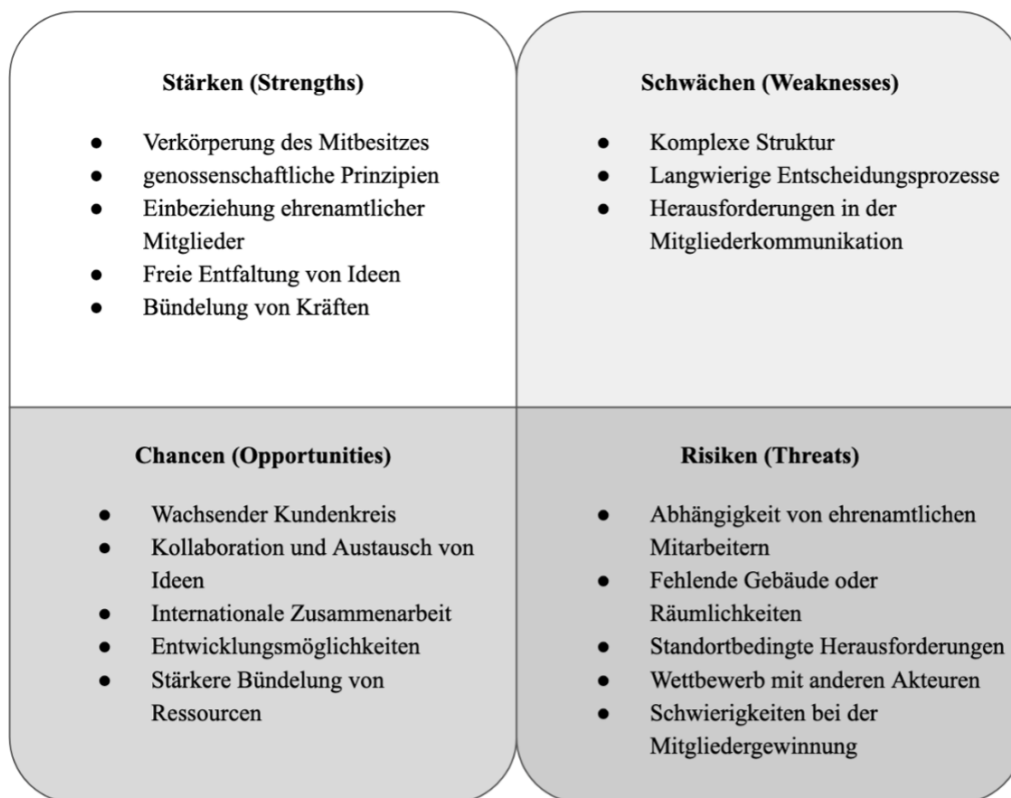 Stärken (Strengths)
● Verkörperung des Mitbesitzes
● genossenschaftliche Prinzipien
● Einbeziehung ehrenamtlicher
Mitglieder
● Freie Entfaltung von Ideen
● Bündelung von Kräften
Schwächen (Weaknesses)
● Komplexe Struktur
● Langwierige Entscheidungsprozesse
● Herausforderungen in der
Mitgliederkommunikation
Chancen (Opportunities)
● Wachsender Kundenkreis
● Kollaboration und Austausch von
Ideen
● Internationale Zusammenarbeit
● Entwicklungsmöglichkeiten
● Stärkere Bündelung von
Ressourcen
Risiken (Threats)
● Abhängigkeit von ehrenamtlichen
Mitarbeitern
● Fehlende Gebäude oder
Räumlichkeiten
● Standortbedingte Herausforderungen
● Wettbewerb mit anderen Akteuren
● Schwierigkeiten bei der
Mitgliedergewinnung